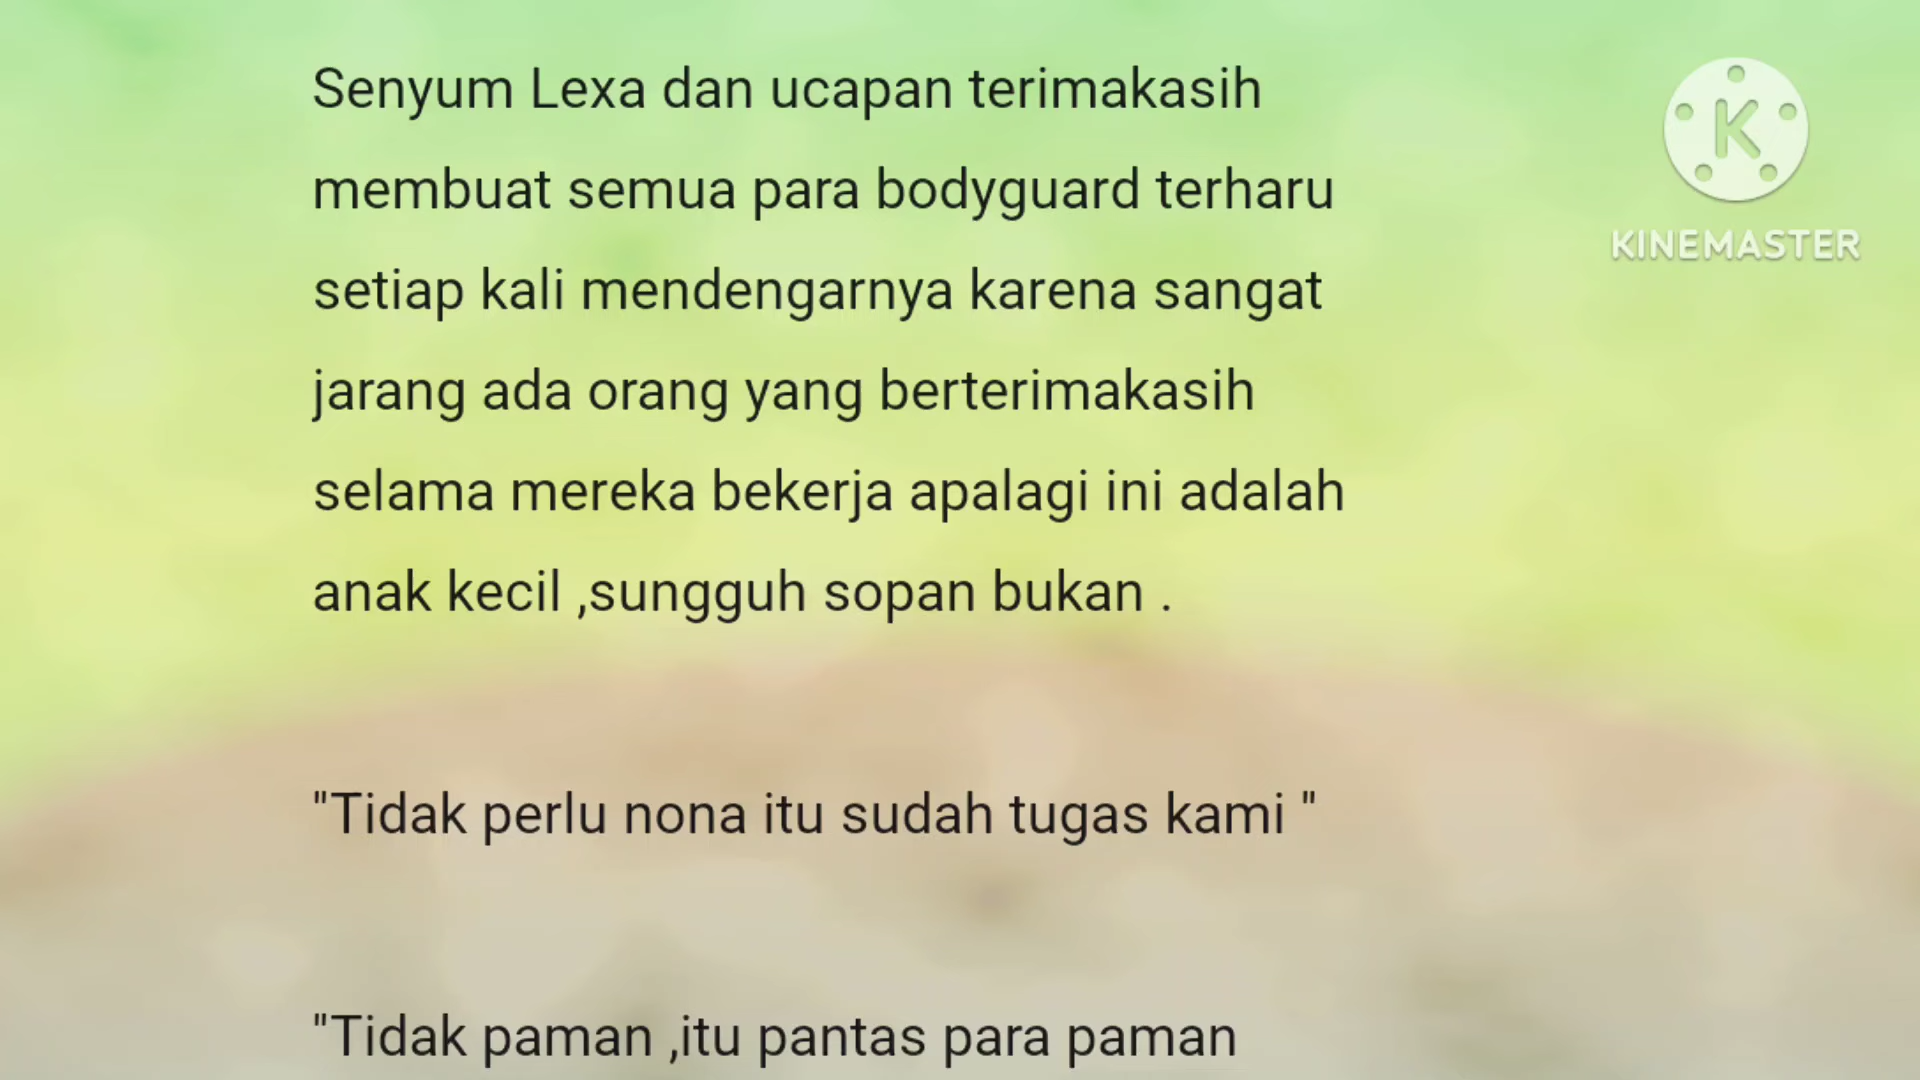 Senyum Lexa dan ucapan terimakasih
membuat semua para bodyguard terharu
setiap kali mendengarnya karena sangat
jarang ada orang yang berterimakasih
selama mereka bekerja apalagi ini adalah
anak kecil ,sungguh sopan bukan .
"Tidak perlu nona itu sudah tugas kami "
"Tidak paman ,itu pantas para paman
K
KINEMASTER